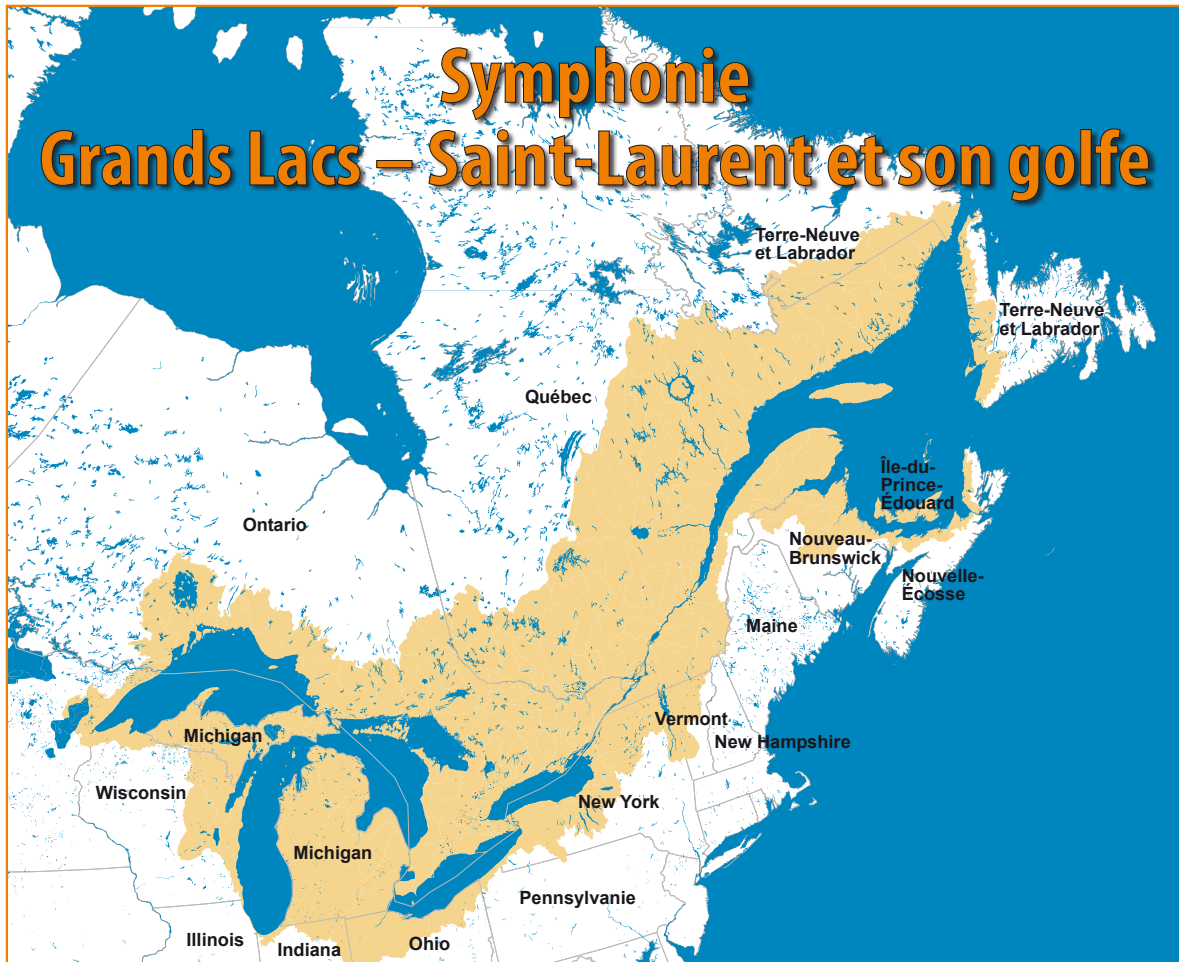 Symphonie
Grands Lacs – Saint-Laurent et son golfe
Terre-Neuve
et Labrador
Terre-Neuve
et Labrador
Québec
Île-du-
Prince-
Édouard
Ontario
Nouveau-
Brunswick
Nouvelle-
Écosse
Maine
Vermont
Michigan
New Hampshire
Wisconsin
New York
Michigan
Pennsylvanie
Illinois
Indiana
Ohio